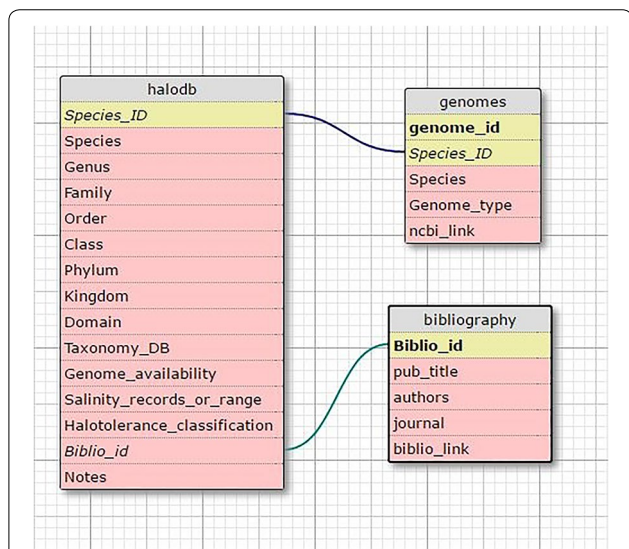 halodb
Species_ID
Species
Genus
Family
Order
Class
Phylum
Kingdom
Domain
Taxonomy_DB
Genome_availability
Salinity_records_or_range
Halotolerance_classification
Biblio_id
Notes
genomes
genome_id
Species_ID
Species
Genome_type
ncbi_link
bibliography
Biblio_id
pub_title
authors
journal
biblio_link